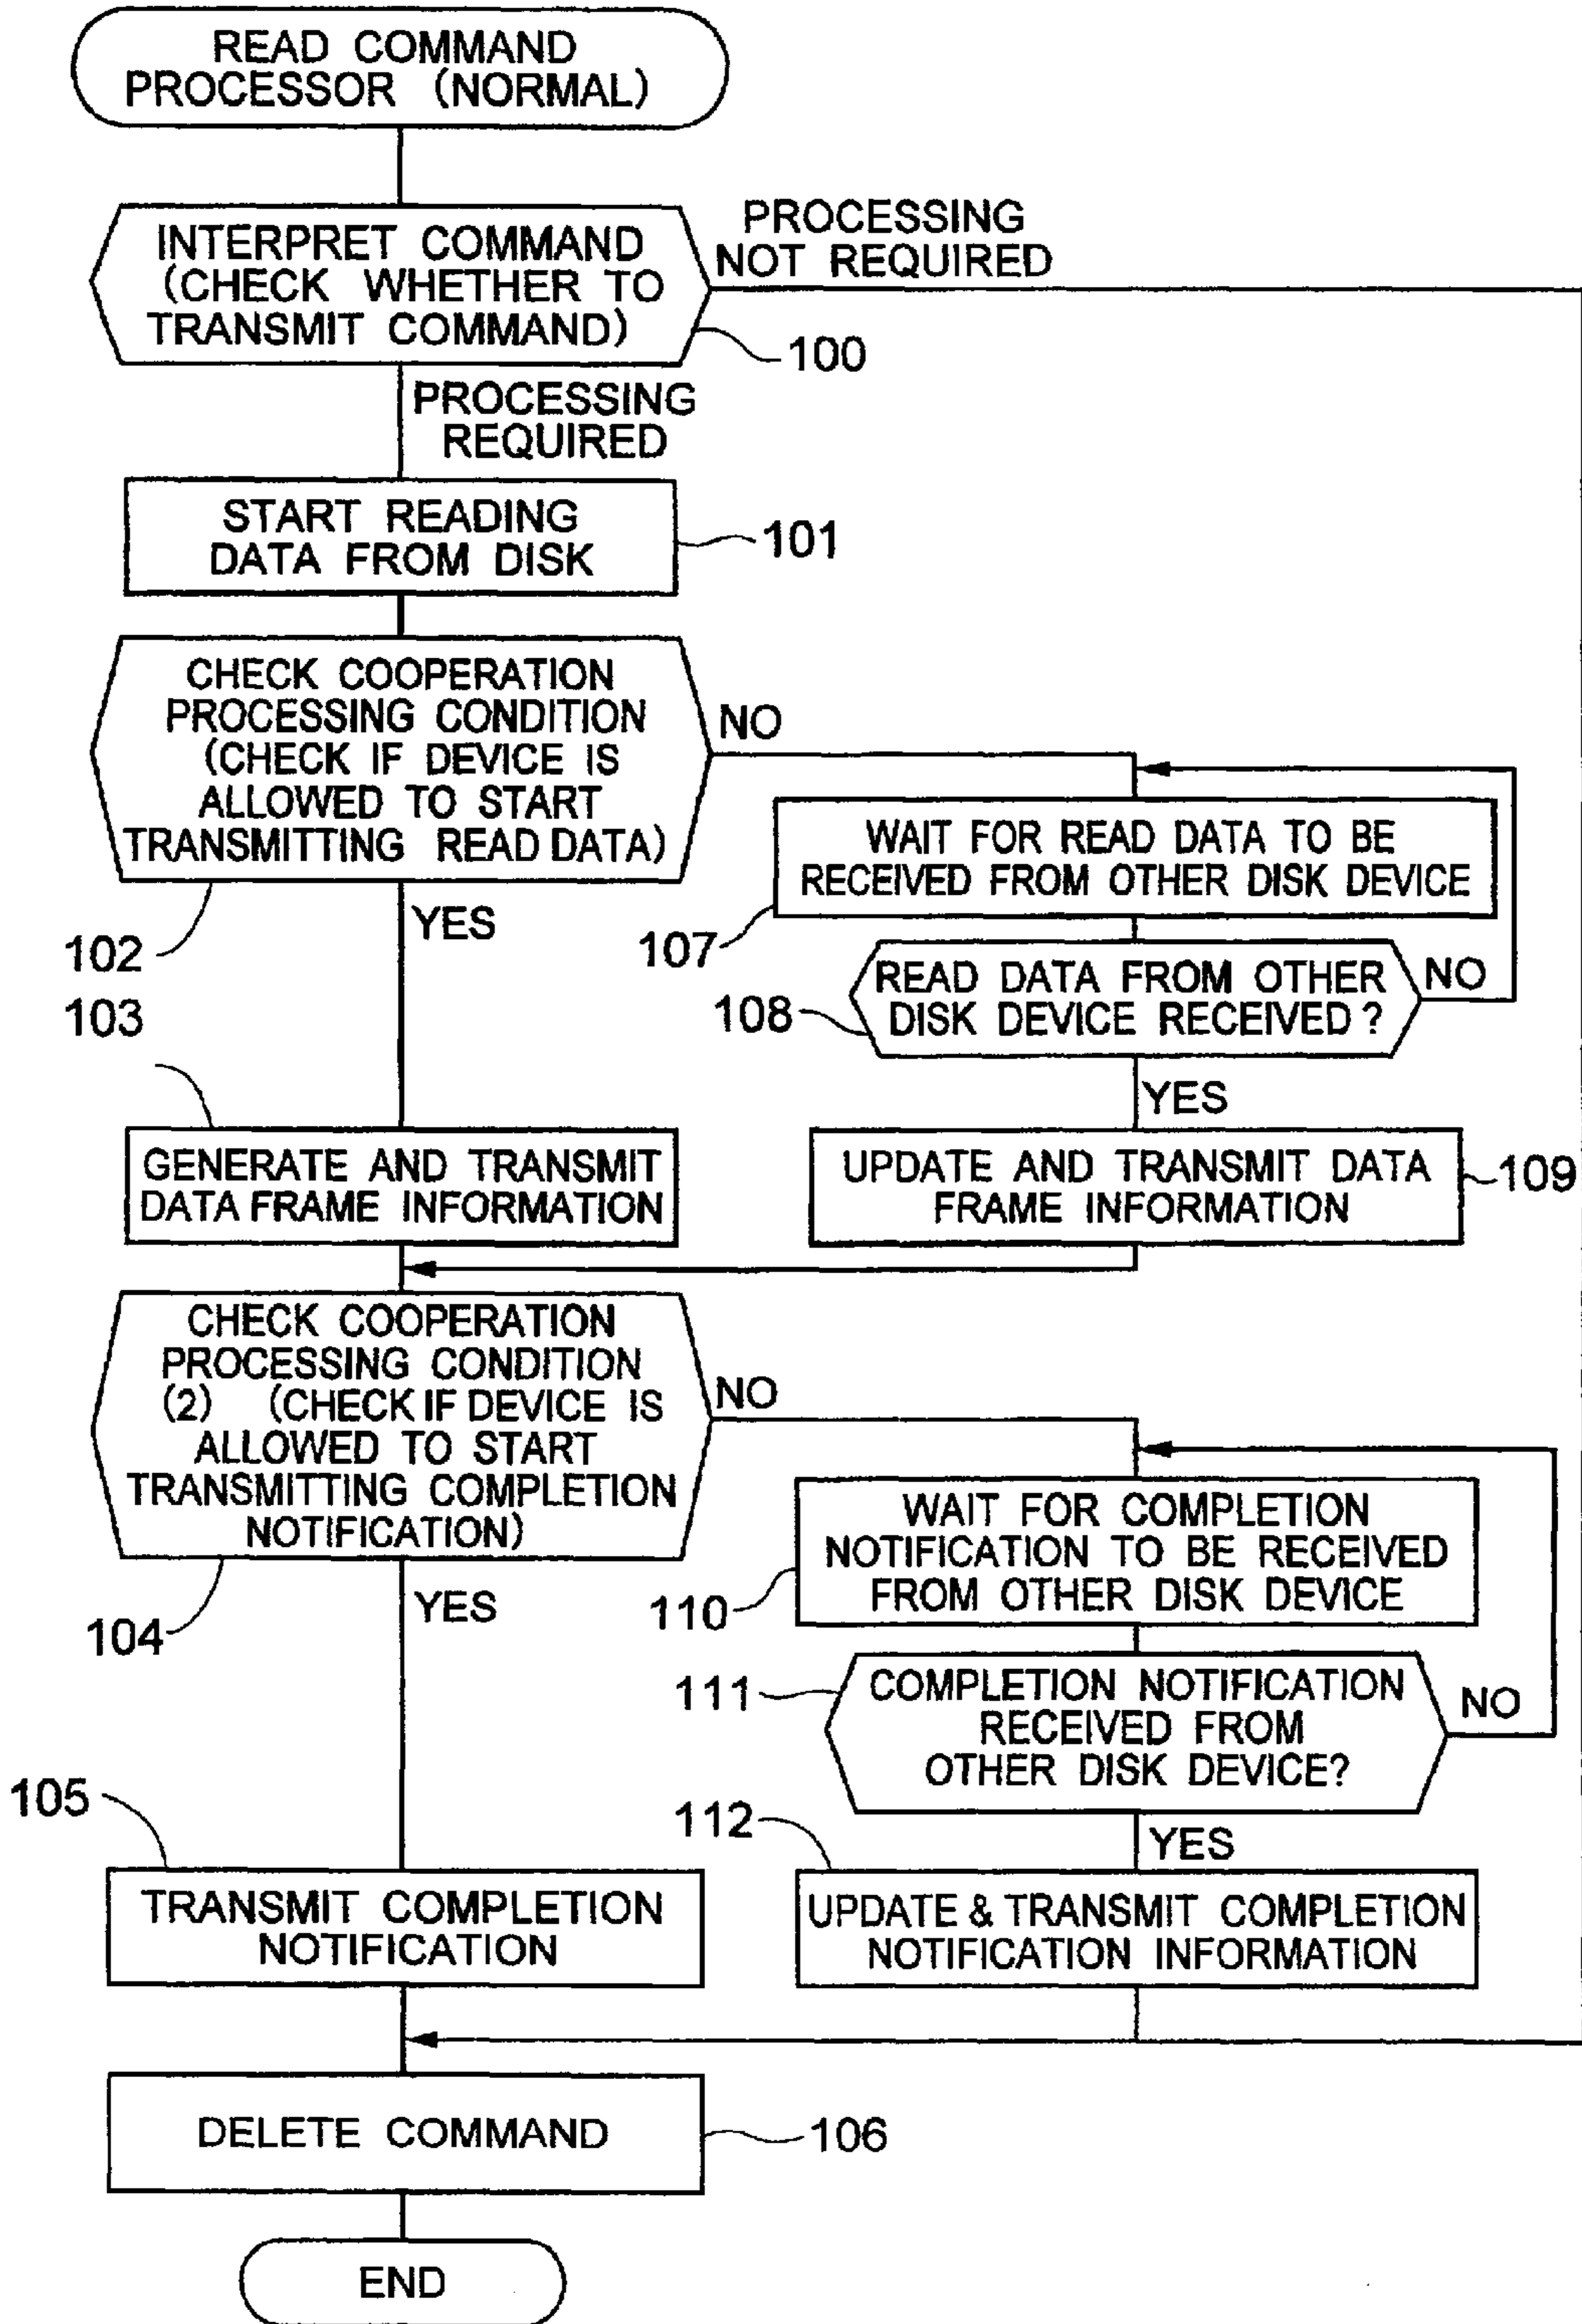 READ COMMAND
PROCESSOR (NORMAL)
INTERPRET COMMAND
(CHECK WHETHER TO
TRANSMIT COMMAND)
100
PROCESSING
NOT REQUIRED
PROCESSING
REQUIRED
START READING
DATA FROM DISK
101
CHECK COOPERATION
PROCESSING CONDITION
(CHECK IF DEVICE IS
ALLOWED TO START
TRANSMITTING READ DATA)
102
NO
YES
WAIT FOR READ DATA TO BE
RECEIVED FROM OTHER DISK DEVICE
107
READ DATA FROM OTHER
DISK DEVICE RECEIVED?
108
NO
YES
103
GENERATE AND TRANSMIT
DATA FRAME INFORMATION
UPDATE AND TRANSMIT DATA
FRAME INFORMATION
109
CHECK COOPERATION
PROCESSING CONDITION
(2) (CHECK IF DEVICE IS
ALLOWED TO START
TRANSMITTING COMPLETION
NOTIFICATION)
104
NO
YES
WAIT FOR COMPLETION
NOTIFICATION TO BE RECEIVED
FROM OTHER DISK DEVICE
110
COMPLETION NOTIFICATION
RECEIVED FROM
OTHER DISK DEVICE?
111
NO
YES
105
TRANSMIT COMPLETION
NOTIFICATION
112
UPDATE & TRANSMIT COMPLETION
NOTIFICATION INFORMATION
DELETE COMMAND
106
END